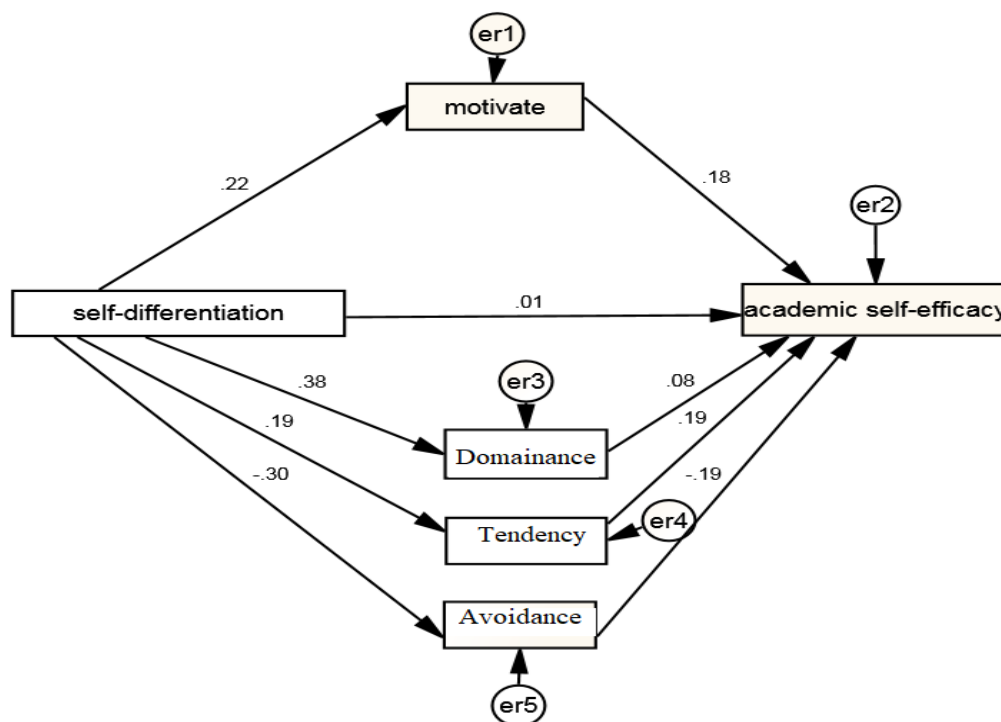 er1
motivate
.22
.18
er2
self-differentiation
.01
academic self-efficacy
.38
er3
.08
.19
Domainance
.19
-.30
-.19
Tendency
er4
Avoidance
er5